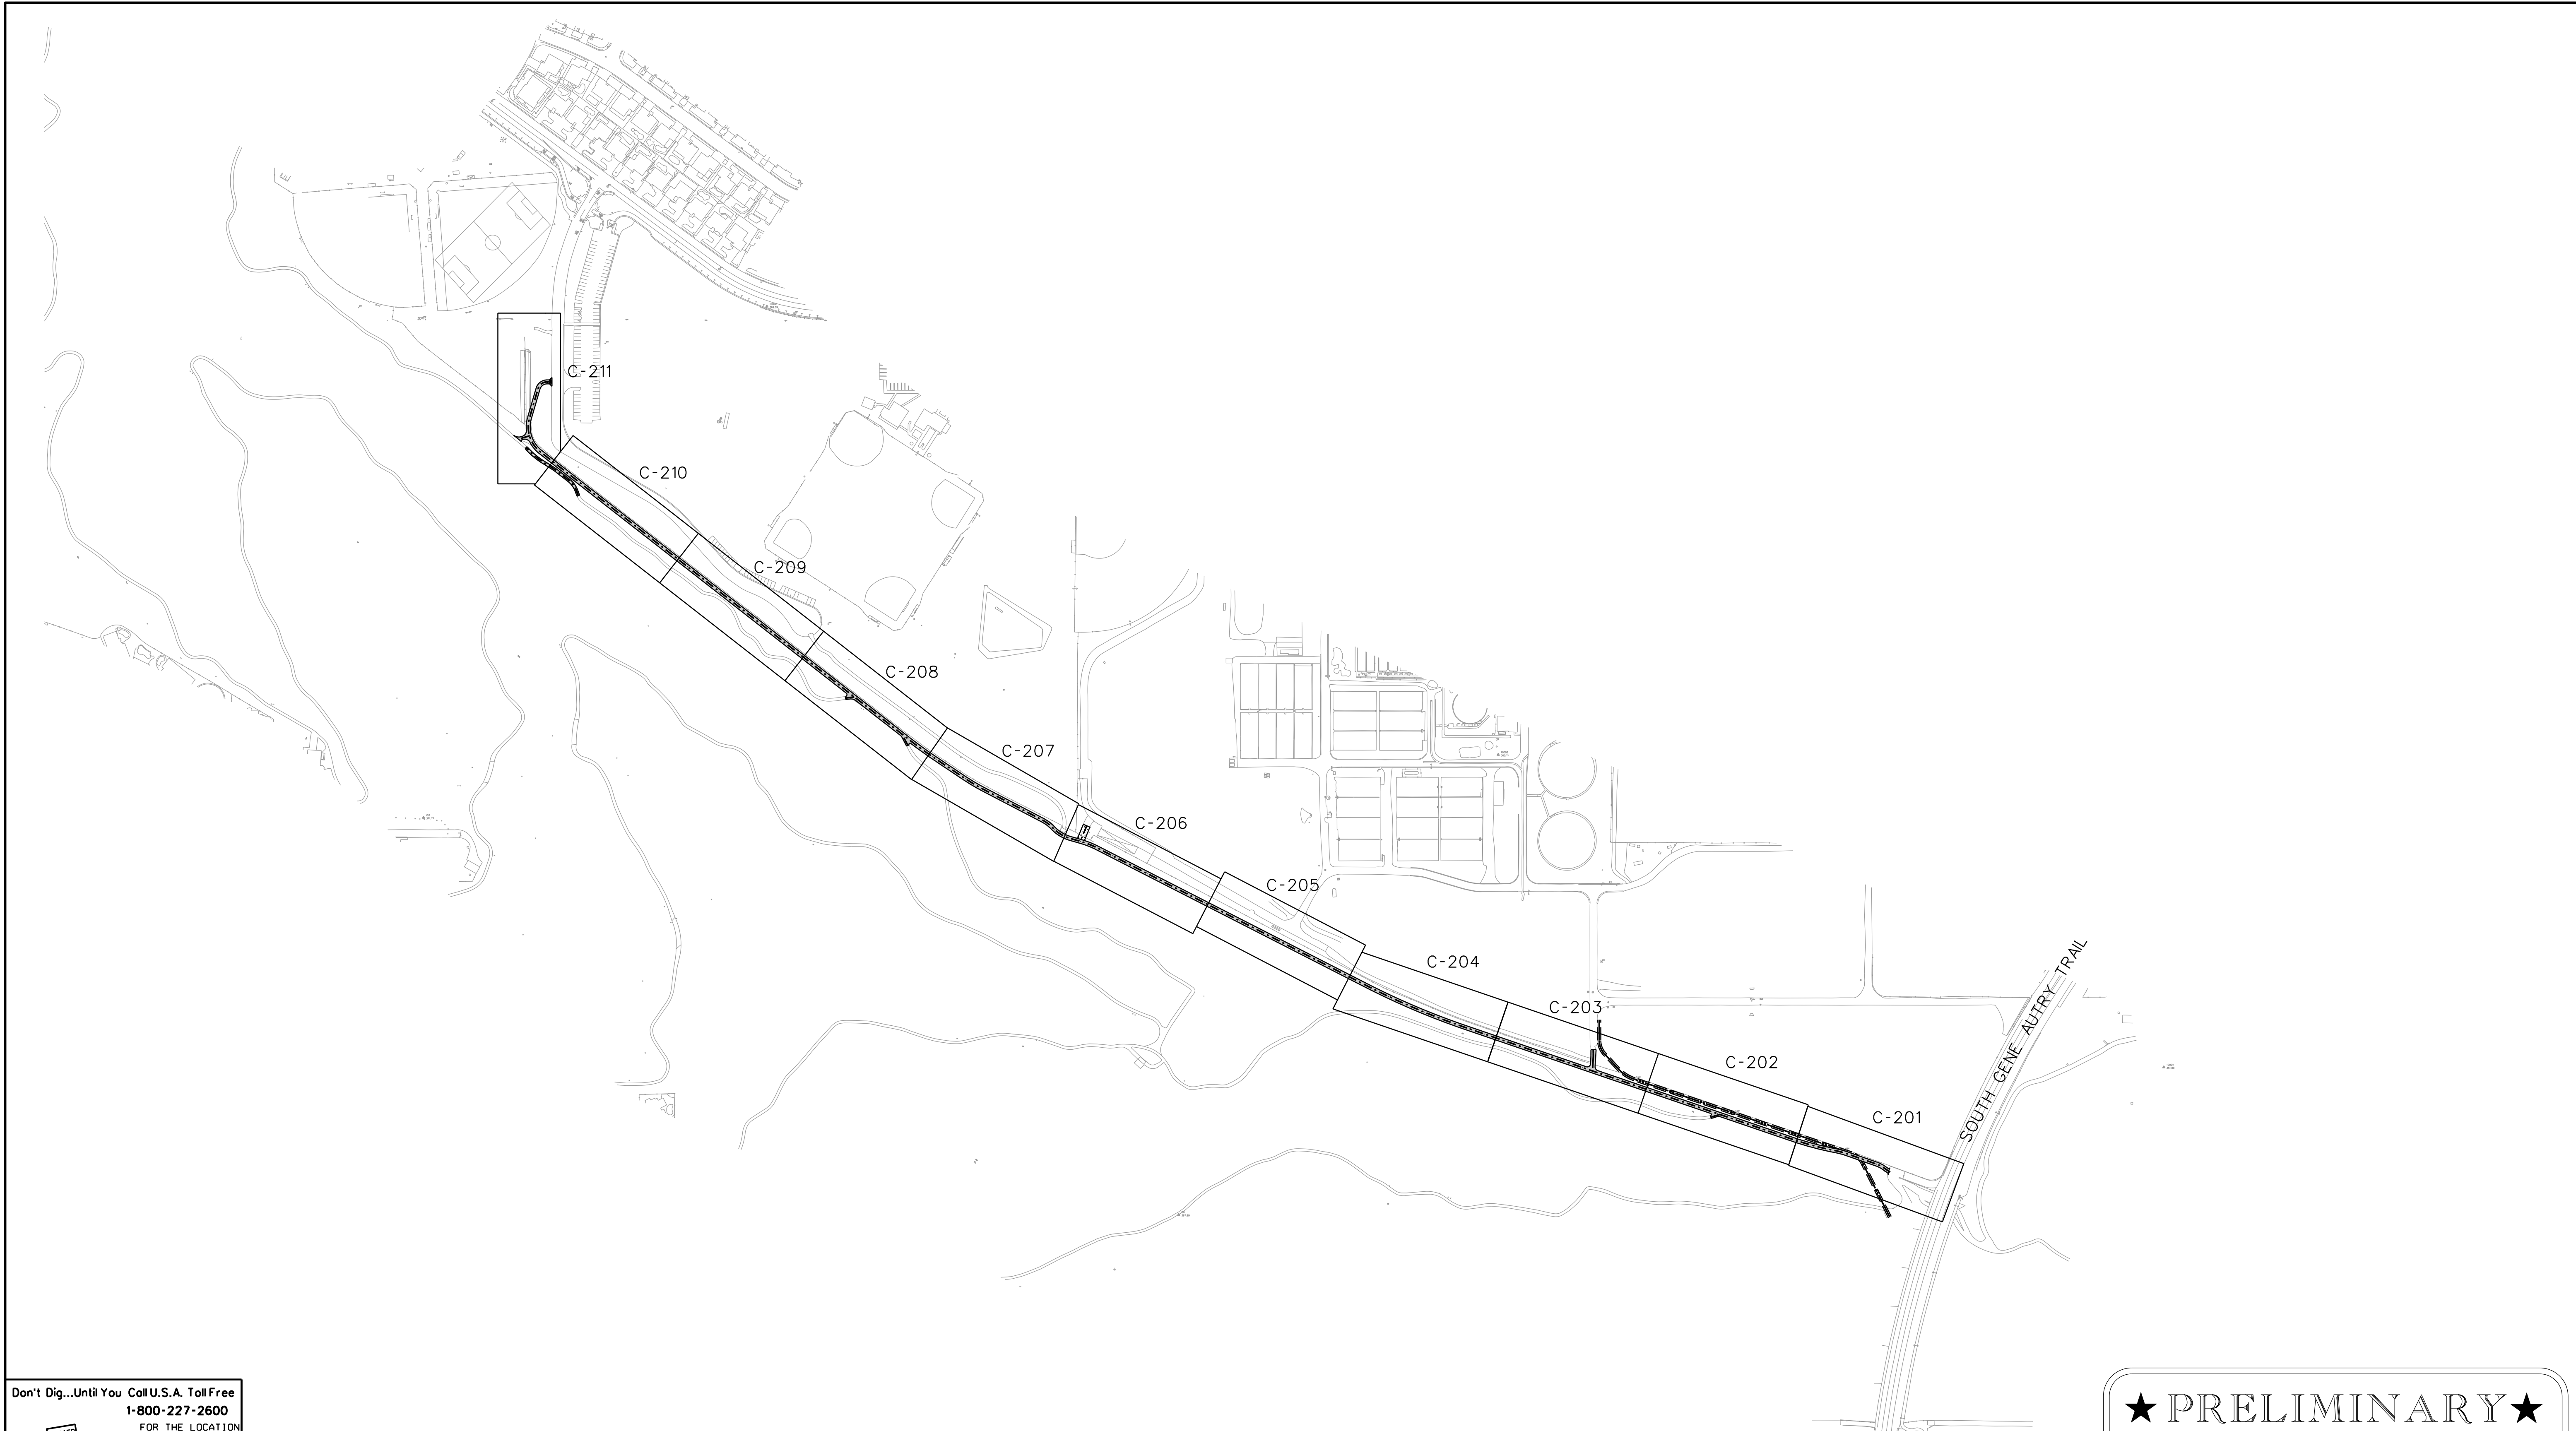 C-211
C-210
C-209
C-208
C-207
C-206
C-205
C-204
C-203
C-202
C-201
SOUTH GENE AUTRY TRAIL
Don't Dig...Until You Call U.S.A. Toll Free
1-800-227-2600
FOR THE LOCATION
★ PRELIMINARY ★